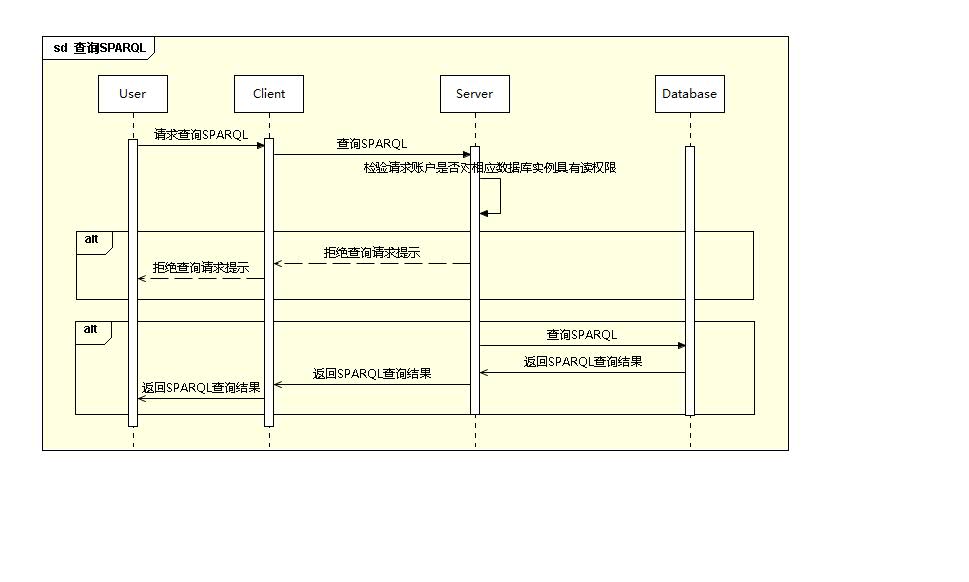 sd 查询SPARQL
User
Client
Server
Database
请求查询SPARQL
查询SPARQL
检验请求账户是否对相应数据库实例具有读权限
alt
拒绝查询请求提示
拒绝查询请求提示
alt
查询SPARQL
返回SPARQL查询结果
返回SPARQL查询结果
返回SPARQL查询结果